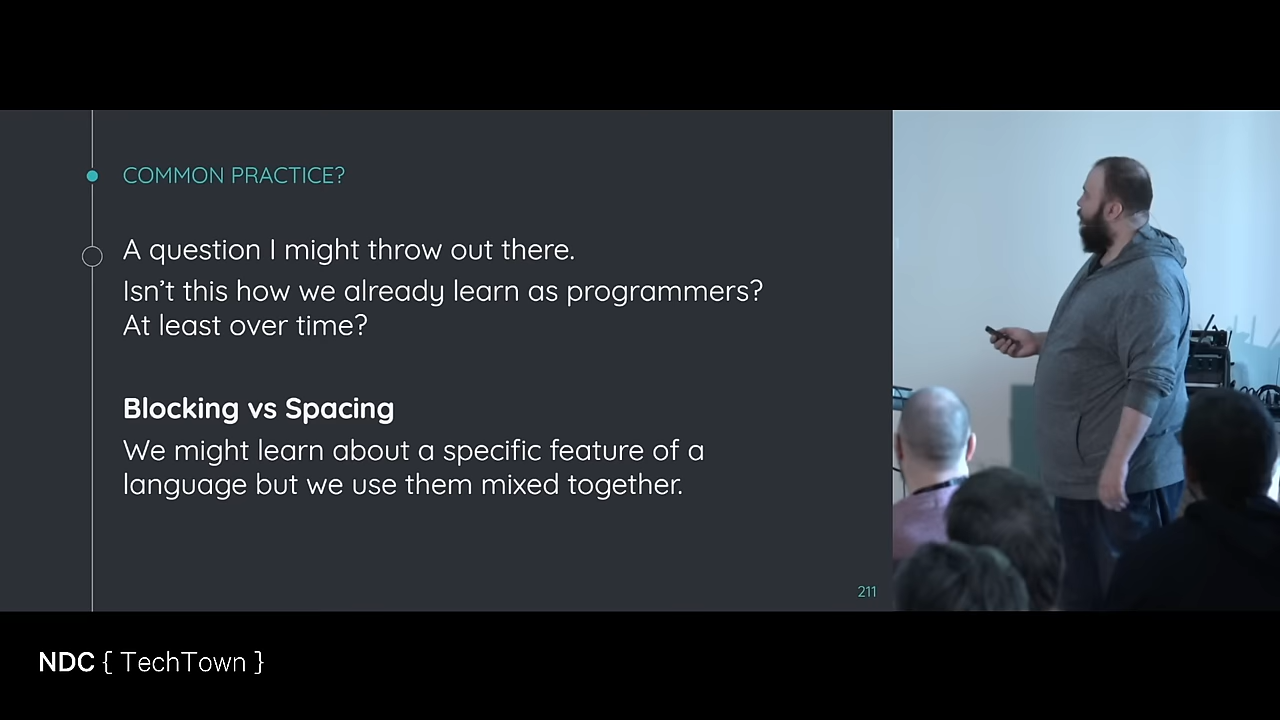 COMMON PRACTICE?
A question I might throw out there.
Isn’t this how we already learn as programmers?
At least over time?
Blocking vs Spacing
We might learn about a specific feature of a
language but we use them mixed together.
211
NDC { TechTown }